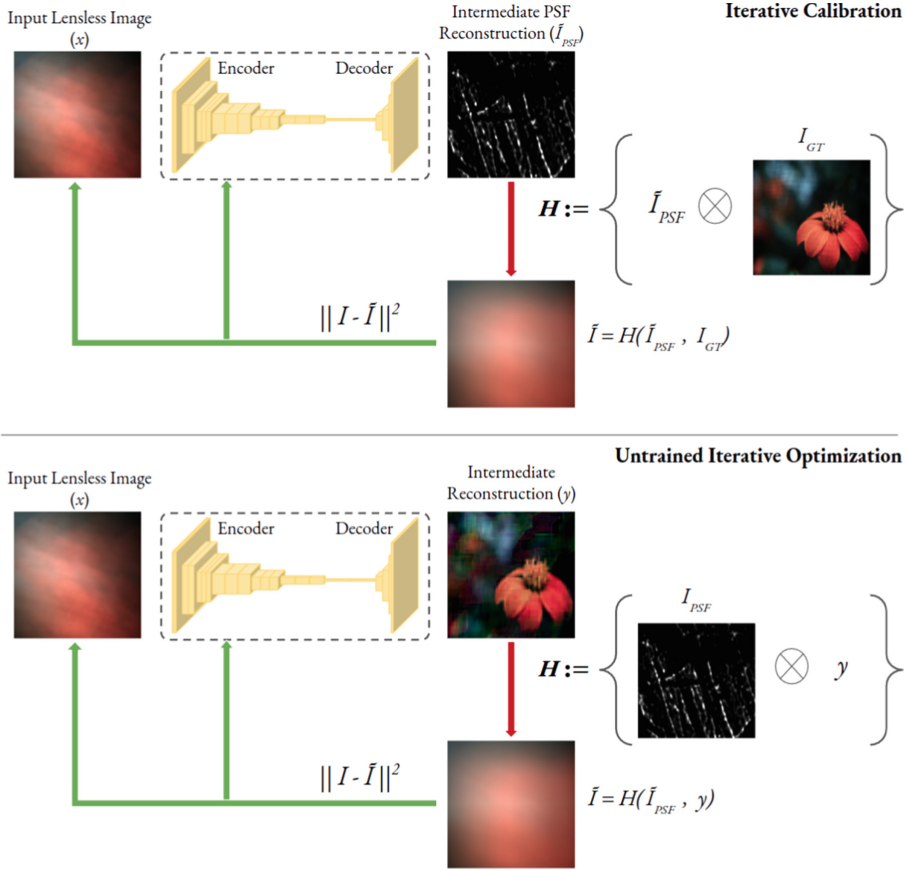 Iterative Calibration
Input Lensless Image
(x)
Encoder
Decoder
Intermediate PSF
Reconstruction (Ĩ_PSF)
H :=
Ĩ_PSF ⊗
I_GT
|| I - Ĩ ||²
Ĩ = H(Ĩ_PSF , I_GT)
Untrained Iterative Optimization
Input Lensless Image
(x)
Encoder
Decoder
Intermediate
Reconstruction (y)
H :=
I_PSF
⊗ y
|| I - Ĩ ||²
Ĩ = H(Ĩ_PSF , y)